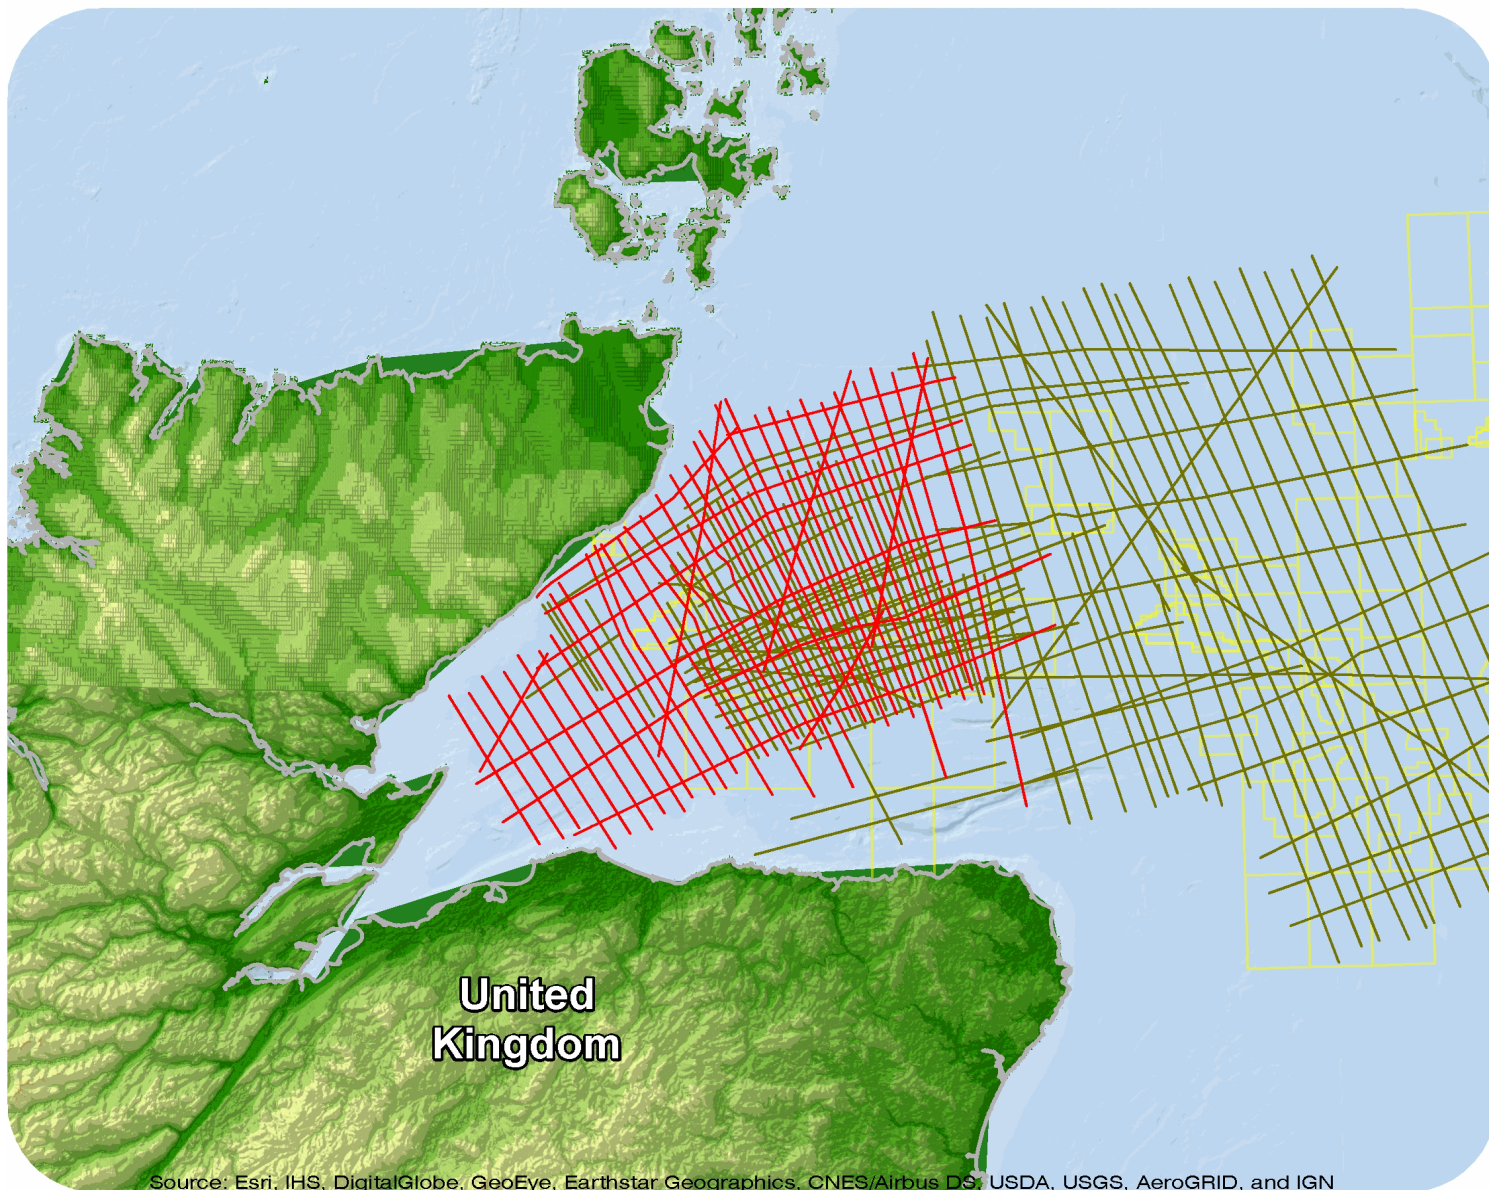 United
Kingdom
Source: Esri, IHS, DigitalGlobe, GeoEye, Earthstar Geographics, CNES/Airbus DS, USDA, USGS, AeroGRID, and IGN